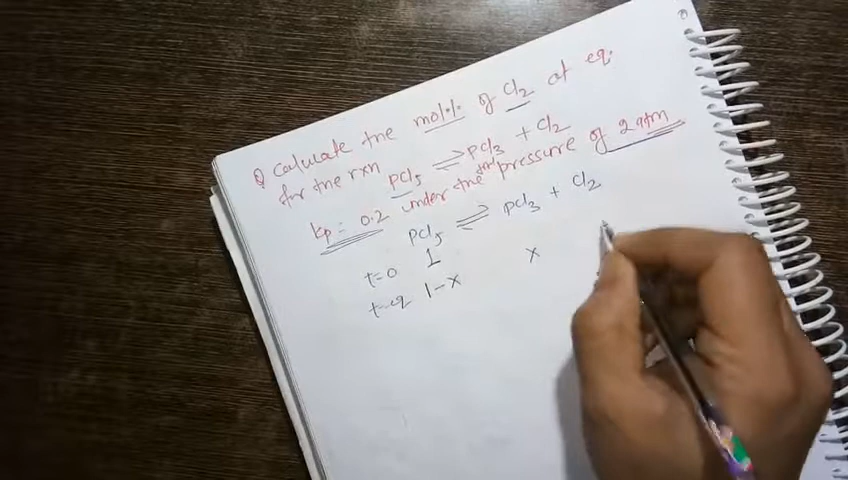 Q Calculate the mol.% of Cl2 at eq.
for the rxn PCl5 ⇌ PCl3 + Cl2
Kp = 0.2 under the total pressure of 2 atm
PCl5 ⇌ PCl3 + Cl2
t=0 1
t=eq 1-x x